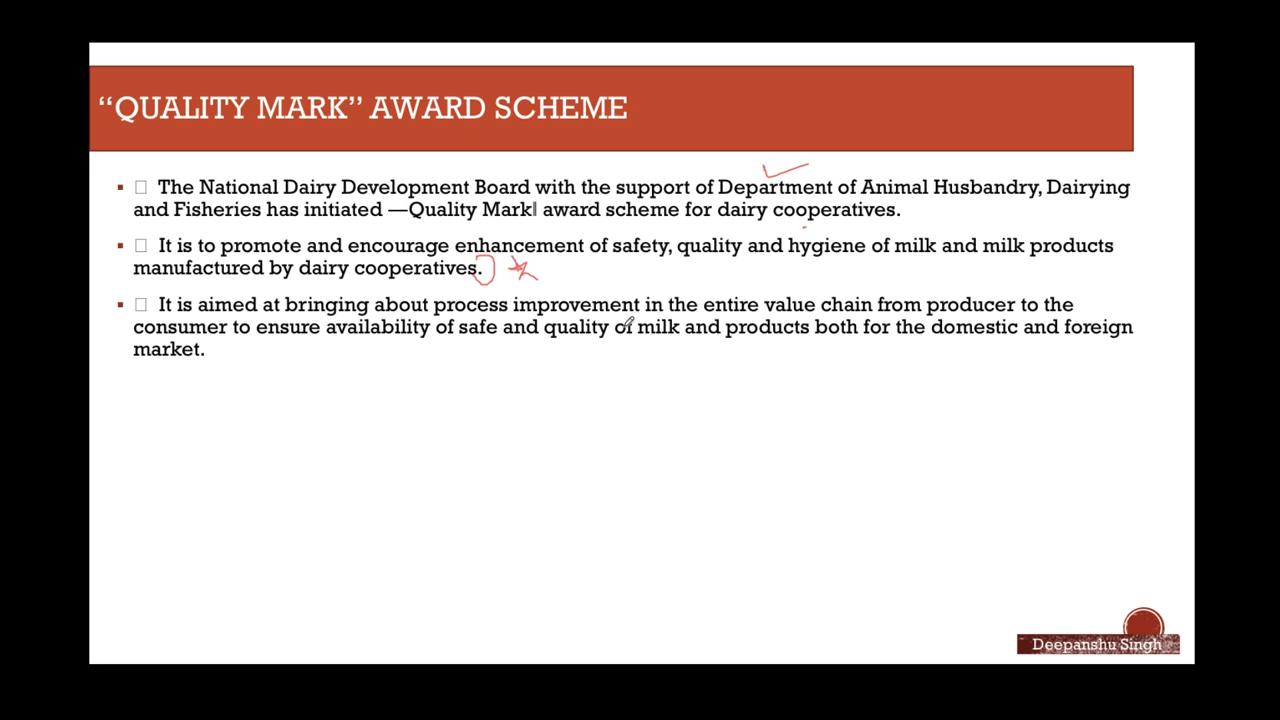 “QUALITY MARK” AWARD SCHEME
▪ □ The National Dairy Development Board with the support of Department of Animal Husbandry, Dairying
and Fisheries has initiated ―Quality Mark‖ award scheme for dairy cooperatives.
▪ □ It is to promote and encourage enhancement of safety, quality and hygiene of milk and milk products
manufactured by dairy cooperatives.
▪ □ It is aimed at bringing about process improvement in the entire value chain from producer to the
consumer to ensure availability of safe and quality of milk and products both for the domestic and foreign
market.
Deepanshu Singh